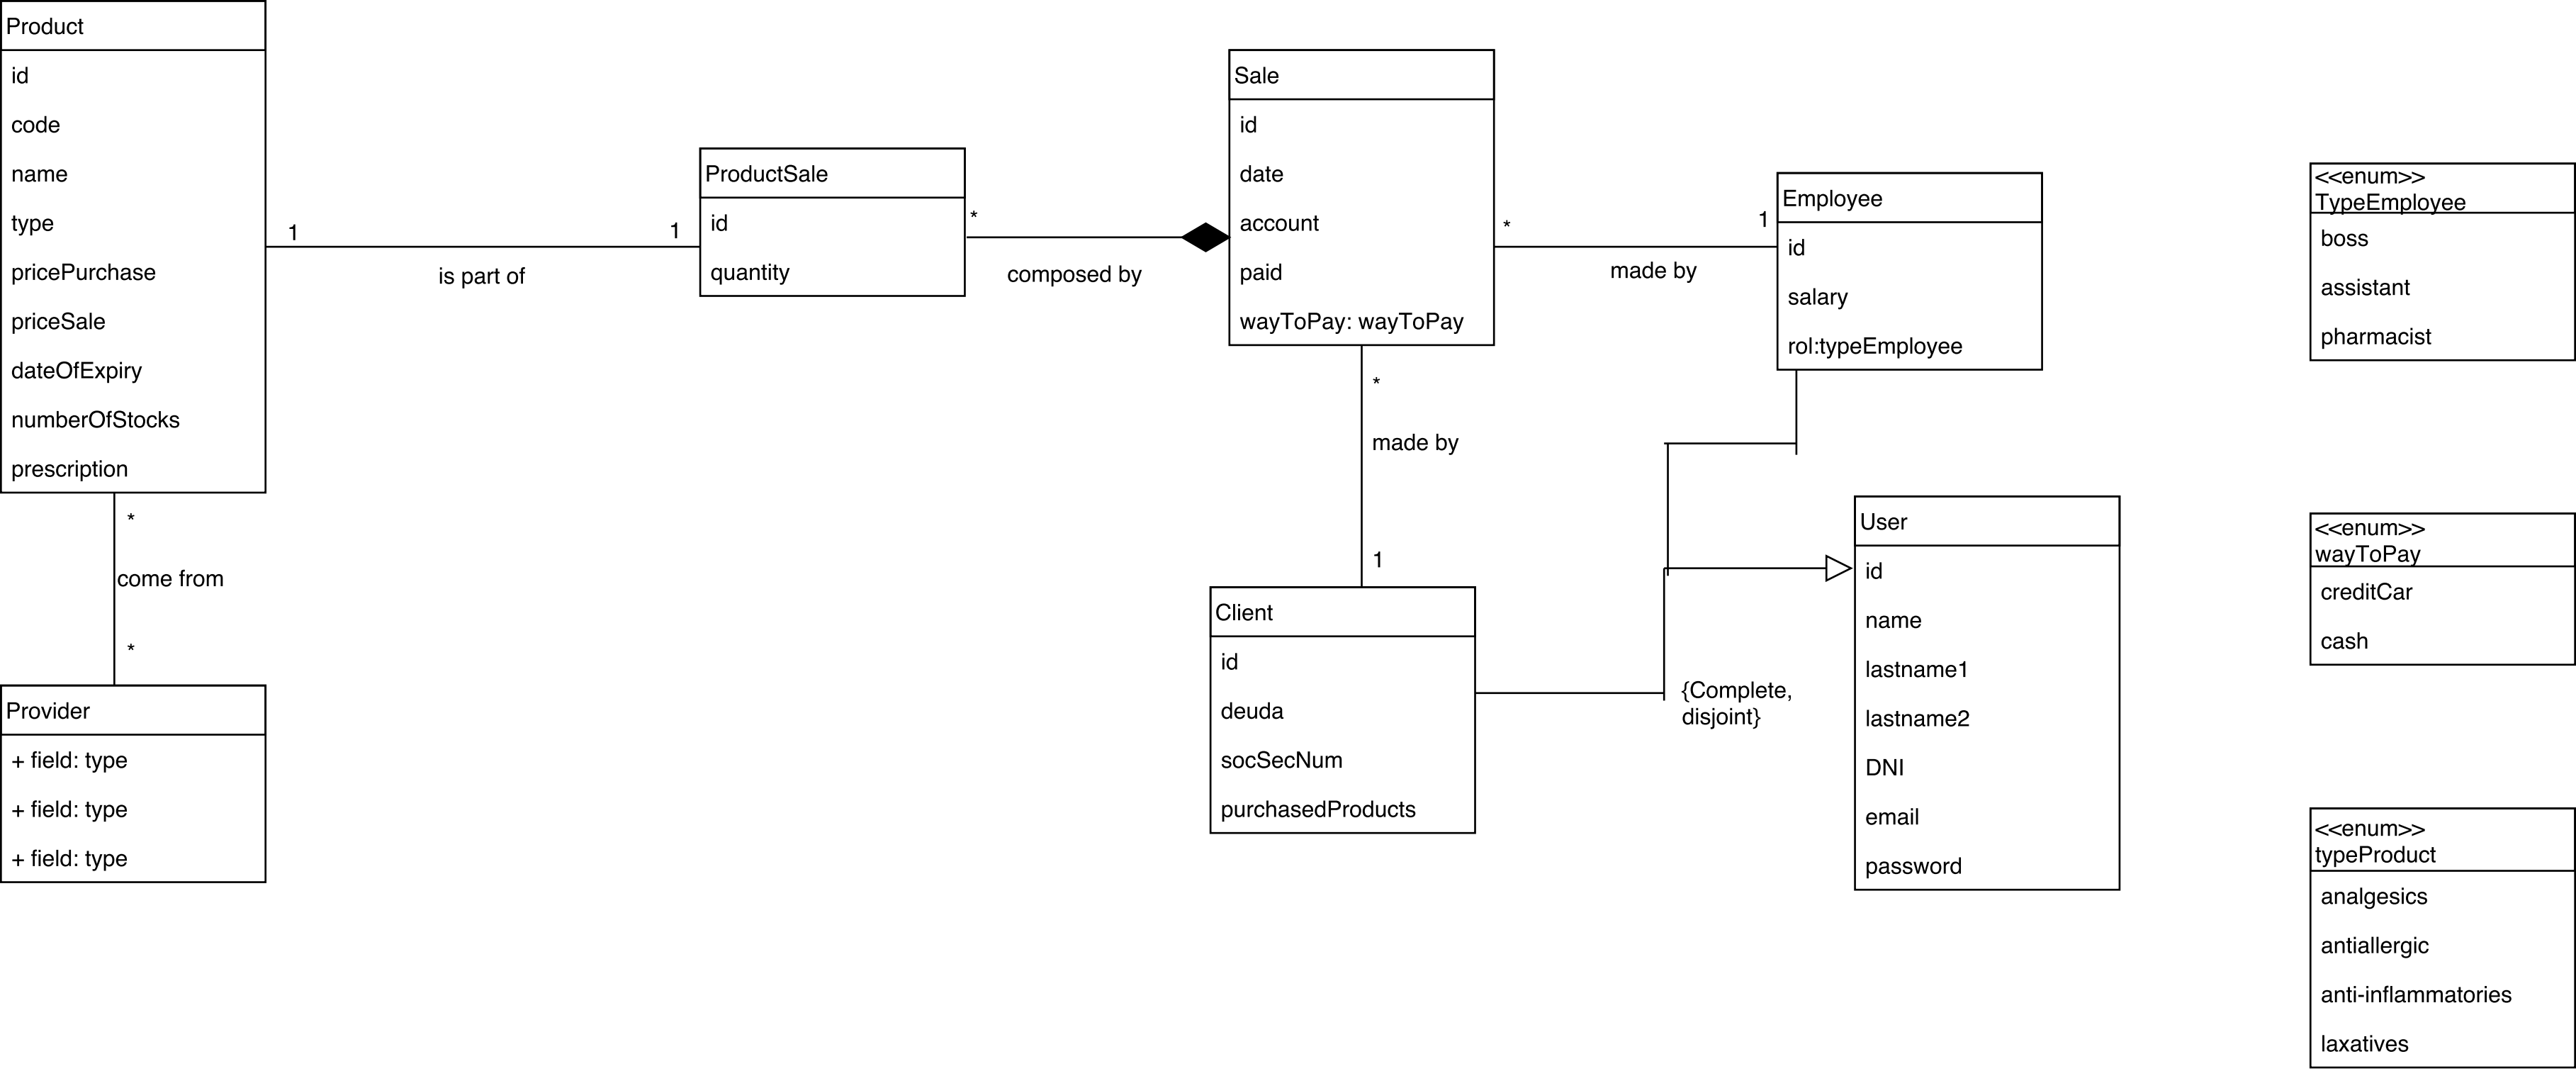 Product
id
code
name
type
pricePurchase
priceSale
dateOfExpiry
numberOfStocks
prescription
1
1
is part of
ProductSale
id
quantity
*
composed by
Sale
id
date
account
paid
wayToPay: wayToPay
*
1
made by
Employee
id
salary
rol:typeEmployee
*
made by
1
Client
id
deuda
socSecNum
purchasedProducts
{Complete,
disjoint}
User
id
name
lastname1
lastname2
DNI
email
password
*
come from
*
Provider
+ field: type
+ field: type
+ field: type
<<enum>>
TypeEmployee
boss
assistant
pharmacist
<<enum>>
wayToPay
creditCar
cash
<<enum>>
typeProduct
analgesics
antiallergic
anti-inflammatories
laxatives